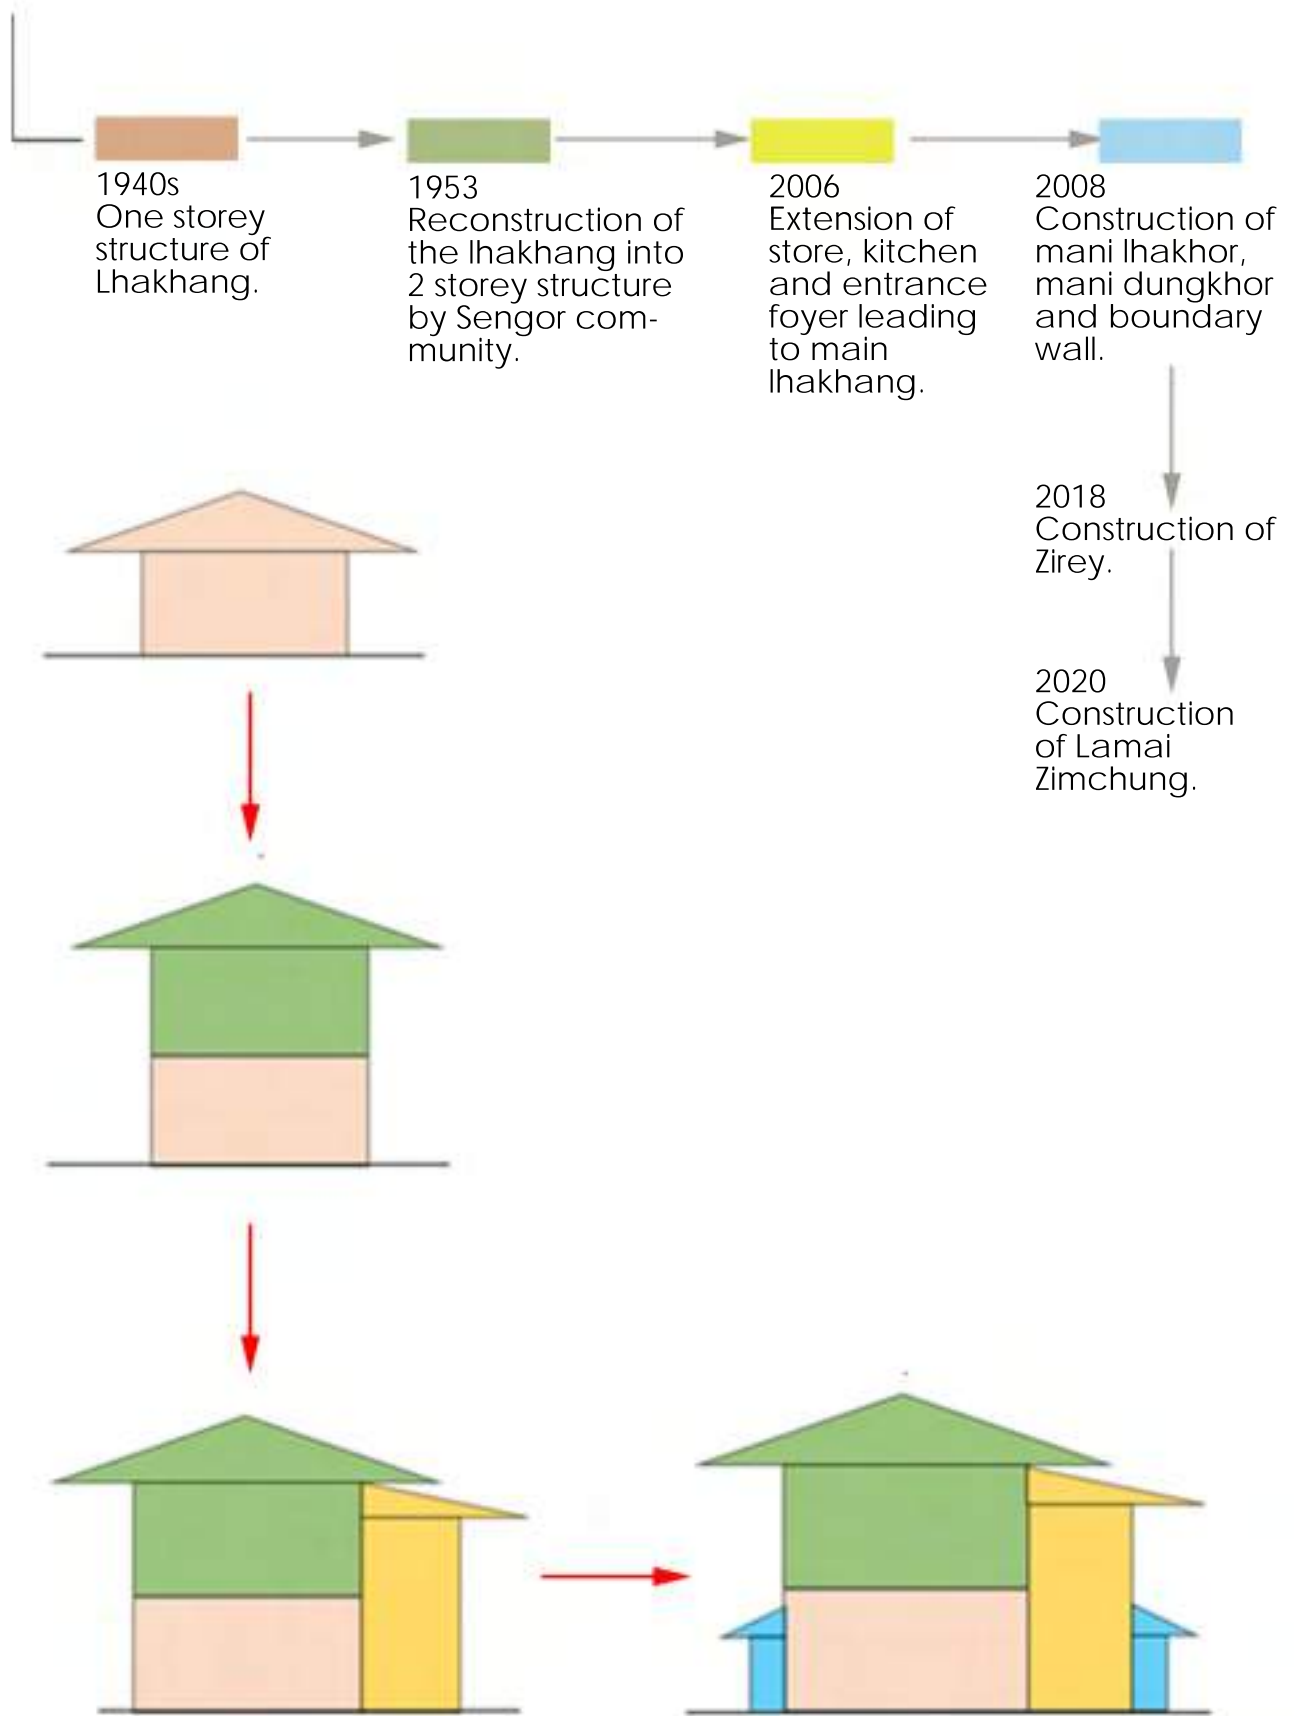 1940s
One storey
structure of
Lhakhang.
1953
Reconstruction of
the lhakhang into
2 storey structure
by Sengor com-
munity.
2006
Extension of
store, kitchen
and entrance
foyer leading
to main
lhakhang.
2008
Construction of
mani lhakhor,
mani dungkhor
and boundary
wall.
2018
Construction of
Zirey.
2020
Construction
of Lamai
Zimchung.